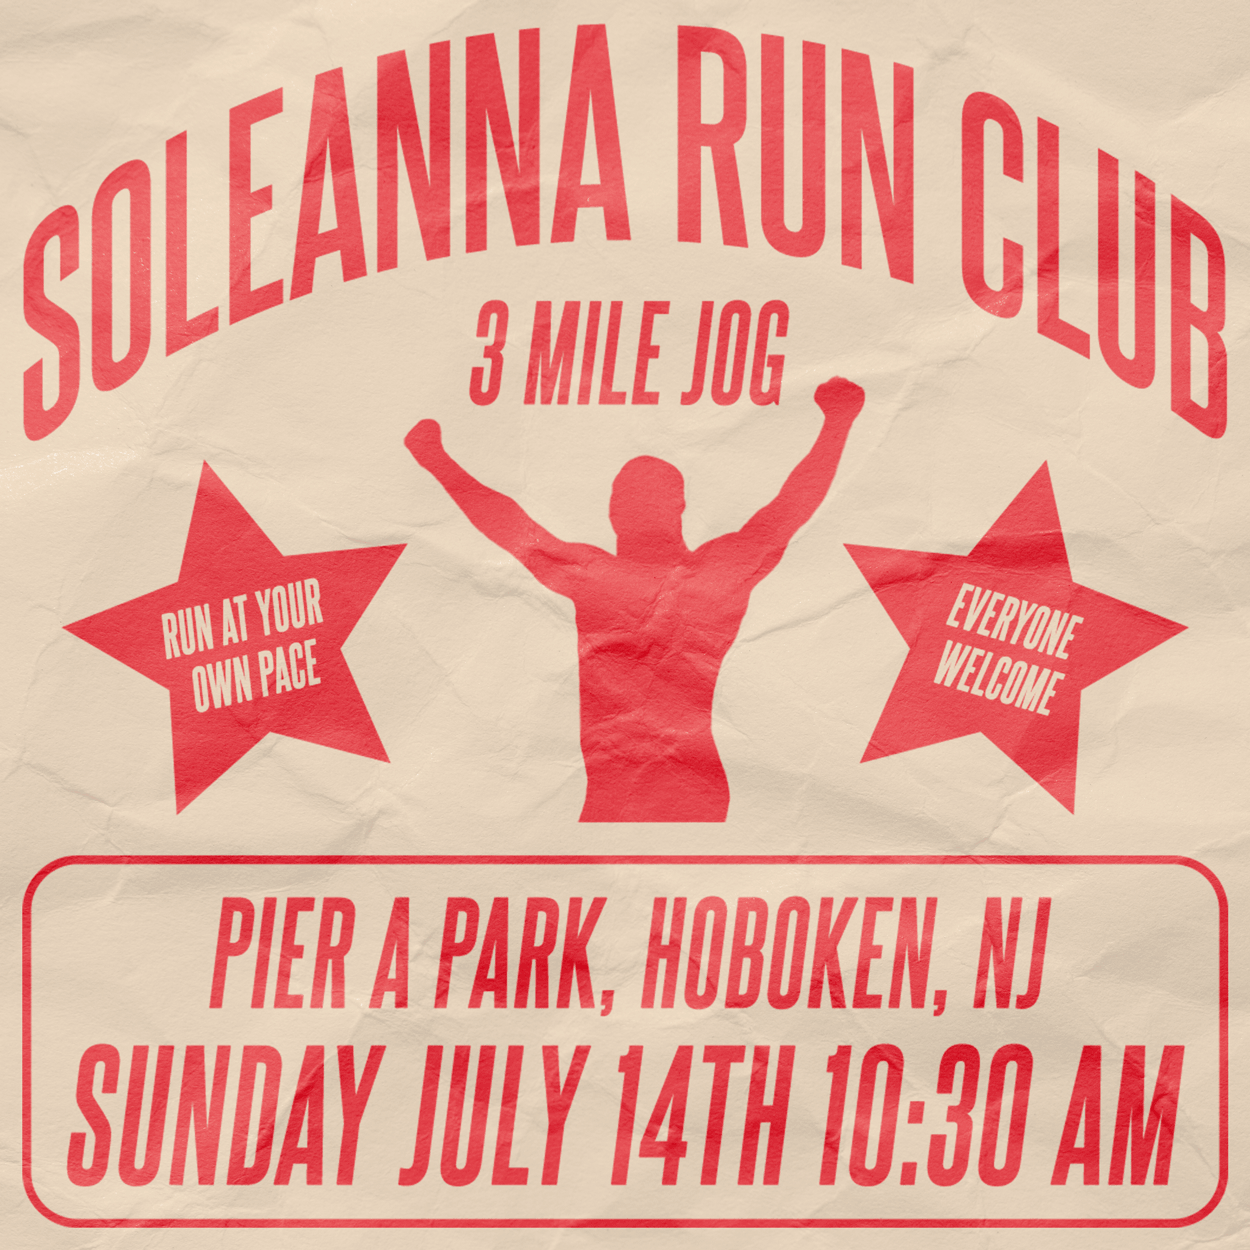 SOLEANNA RUN CLUB
3 MILE JOG
RUN AT YOUR
OWN PACE
EVERYONE
WELCOME
PIER A PARK, HOBOKEN, NJ
SUNDAY JULY 14TH 10:30 AM